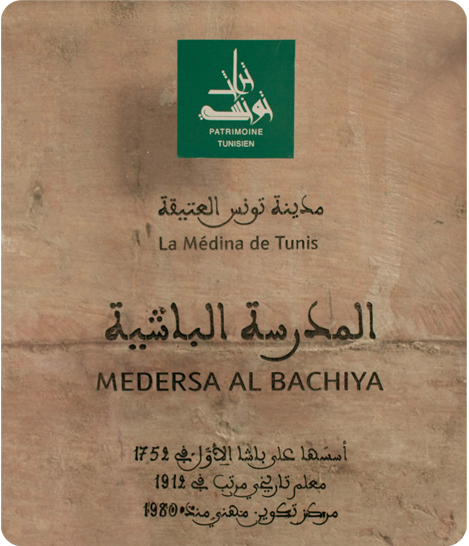 تراث
تونسي
PATRIMOINE
TUNISIEN
مدينة تونس العتيقة
La Médina de Tunis
المدرسة الباشية
MEDERSA AL BACHIYA
أسسها علي باشا الأول في 1752
معلم تاريخي مرتب في 1912
مركز تكوين مهني منذ 1980